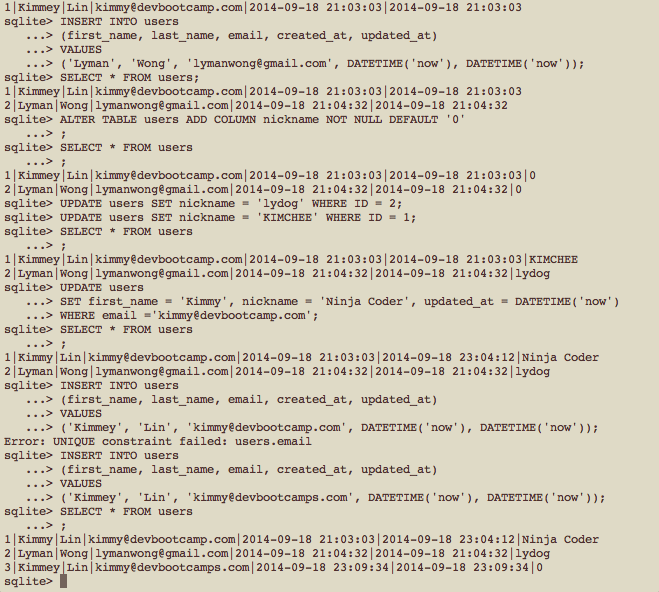 1|Kimmey|Lin|kimmy@devbootcamp.com|2014-09-18 21:03:03|2014-09-18 21:03:03
sqlite> INSERT INTO users
...> (first_name, last_name, email, created_at, updated_at)
...> VALUES
...> ('Lyman', 'Wong', 'lymanwong@gmail.com', DATETIME('now'), DATETIME('now'));
sqlite> SELECT * FROM users;
1|Kimmey|Lin|kimmy@devbootcamp.com|2014-09-18 21:03:03|2014-09-18 21:03:03
2|Lyman|Wong|lymanwong@gmail.com|2014-09-18 21:04:32|2014-09-18 21:04:32
sqlite> ALTER TABLE users ADD COLUMN nickname NOT NULL DEFAULT '0'
...> ;
sqlite> SELECT * FROM users
...> ;
1|Kimmey|Lin|kimmy@devbootcamp.com|2014-09-18 21:03:03|2014-09-18 21:03:03|0
2|Lyman|Wong|lymanwong@gmail.com|2014-09-18 21:04:32|2014-09-18 21:04:32|0
sqlite> UPDATE users SET nickname = 'lydog' WHERE ID = 2;
sqlite> UPDATE users SET nickname = 'KIMCHEE' WHERE ID = 1;
sqlite> SELECT * FROM users
...> ;
1|Kimmey|Lin|kimmy@devbootcamp.com|2014-09-18 21:03:03|2014-09-18 21:03:03|KIMCHEE
2|Lyman|Wong|lymanwong@gmail.com|2014-09-18 21:04:32|2014-09-18 21:04:32|lydog
sqlite> UPDATE users
...> SET first_name = 'Kimmy', nickname = 'Ninja Coder', updated_at = DATETIME('now')
...> WHERE email ='kimmy@devbootcamp.com';
sqlite> SELECT * FROM users
...> ;
1|Kimmy|Lin|kimmy@devbootcamp.com|2014-09-18 21:03:03|2014-09-18 23:04:12|Ninja Coder
2|Lyman|Wong|lymanwong@gmail.com|2014-09-18 21:04:32|2014-09-18 21:04:32|lydog
sqlite> INSERT INTO users
...> (first_name, last_name, email, created_at, updated_at)
...> VALUES
...> ('Kimmey', 'Lin', 'kimmy@devbootcamp.com', DATETIME('now'), DATETIME('now'));
Error: UNIQUE constraint failed: users.email
sqlite> INSERT INTO users
...> (first_name, last_name, email, created_at, updated_at)
...> VALUES
...> ('Kimmey', 'Lin', 'kimmy@devbootcamps.com', DATETIME('now'), DATETIME('now'));
sqlite> SELECT * FROM users
...> ;
1|Kimmy|Lin|kimmy@devbootcamp.com|2014-09-18 21:03:03|2014-09-18 23:04:12|Ninja Coder
2|Lyman|Wong|lymanwong@gmail.com|2014-09-18 21:04:32|2014-09-18 21:04:32|lydog
3|Kimmey|Lin|kimmy@devbootcamps.com|2014-09-18 23:09:34|2014-09-18 23:09:34|0
sqlite>